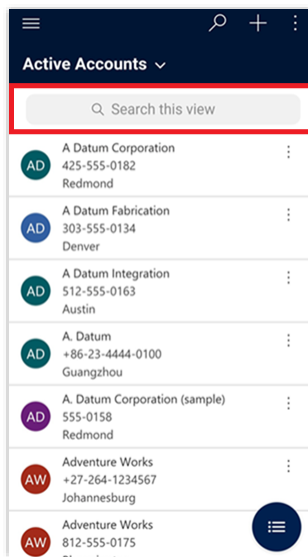 Active Accounts
Search this view
AD
A Datum Corporation
425-555-0182
Redmond
AD
A Datum Fabrication
303-555-0134
Denver
AD
A Datum Integration
512-555-0163
Austin
AD
A. Datum
+86-23-4444-0100
Guangzhou
AD
A. Datum Corporation (sample)
555-0158
Redmond
AW
Adventure Works
+27-264-1234567
Johannesburg
AW
Adventure Works
812-555-0175